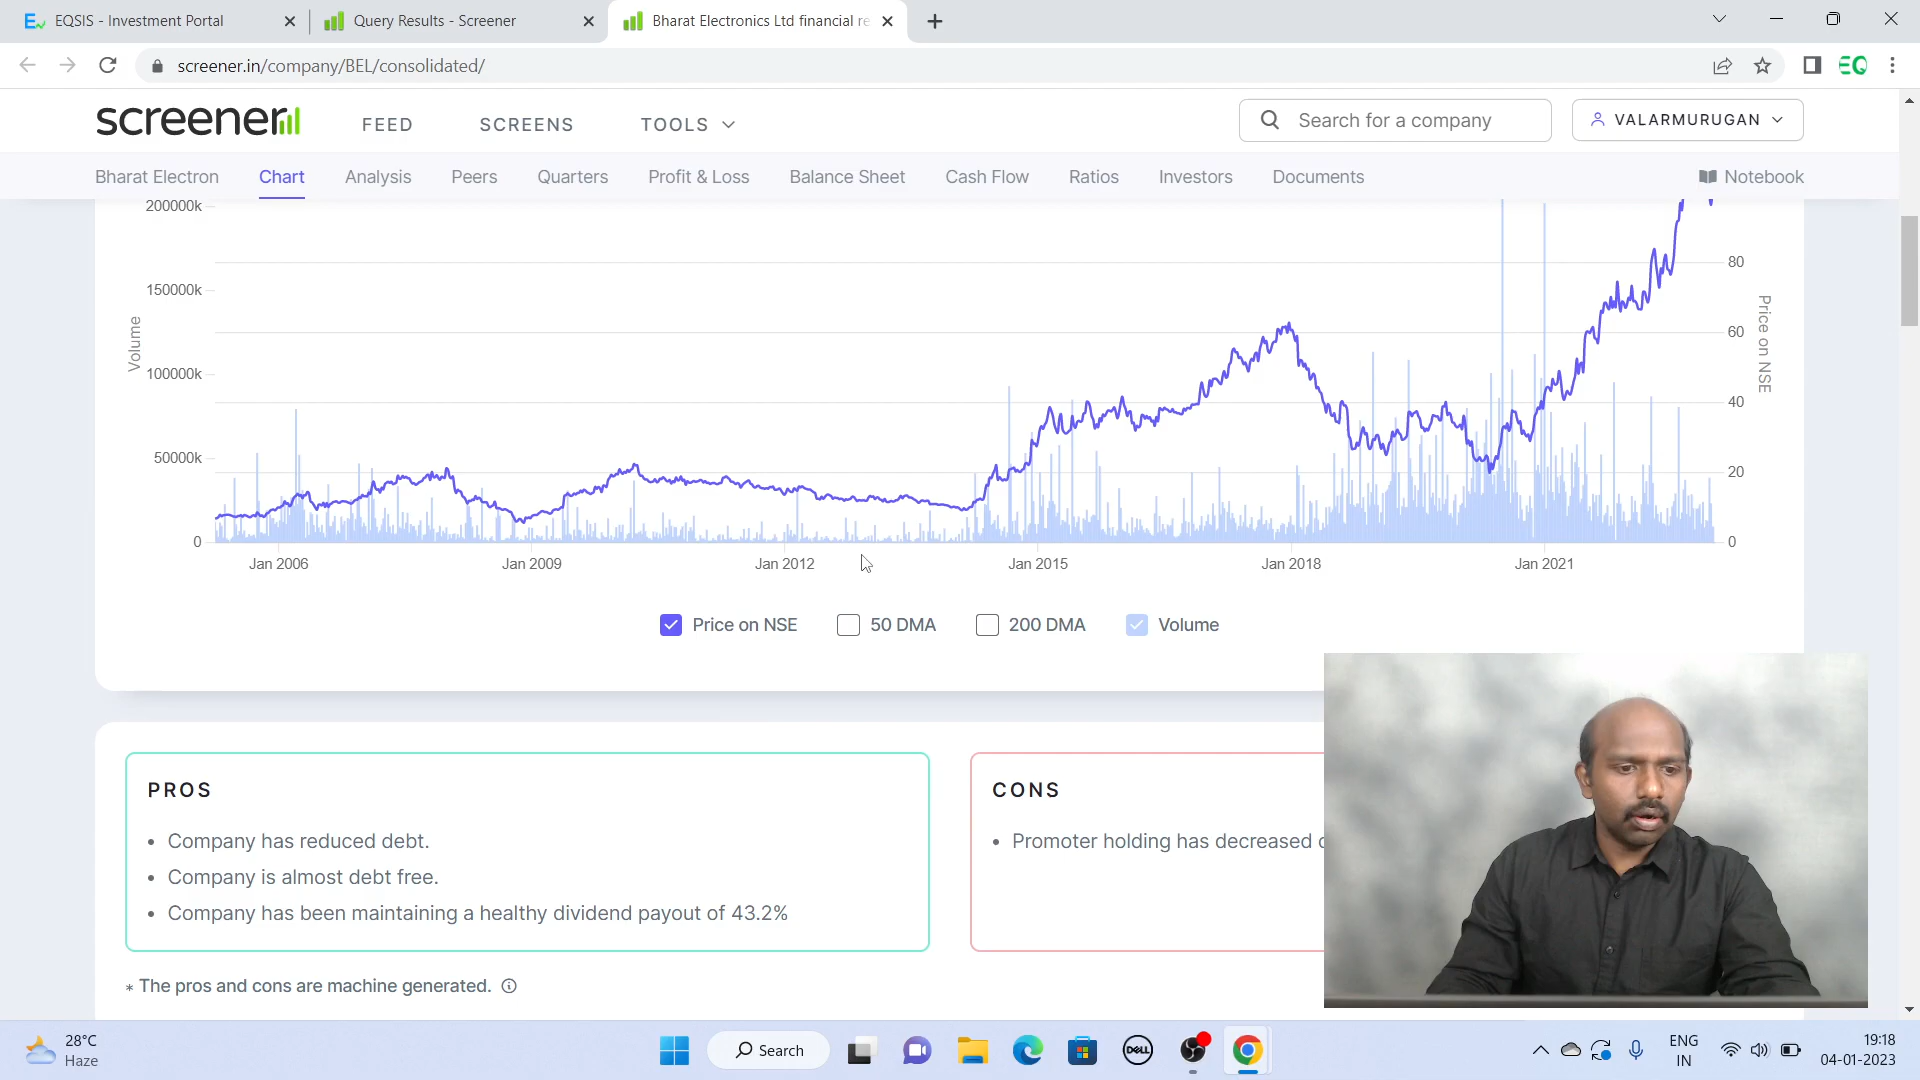 EQSIS - Investment Portal
Query Results - Screener
Bharat Electronics Ltd financial re
screener.in/company/BEL/consolidated/
EQ
screener
FEED
SCREENS
TOOLS
Search for a company
VALARMURUGAN
Bharat Electron
Chart
Analysis
Peers
Quarters
Profit & Loss
Balance Sheet
Cash Flow
Ratios
Investors
Documents
Notebook
200000k
150000k
100000k
50000k
0
Volume
80
60
40
20
0
Price on NSE
Jan 2006
Jan 2009
Jan 2012
Jan 2015
Jan 2018
Jan 2021
Price on NSE
50 DMA
200 DMA
Volume
PROS
• Company has reduced debt.
• Company is almost debt free.
• Company has been maintaining a healthy dividend payout of 43.2%
CONS
• Promoter holding has decreased
* The pros and cons are machine generated.
28°C
Haze
Search
DELL
ENG
IN
19:18
04-01-2023